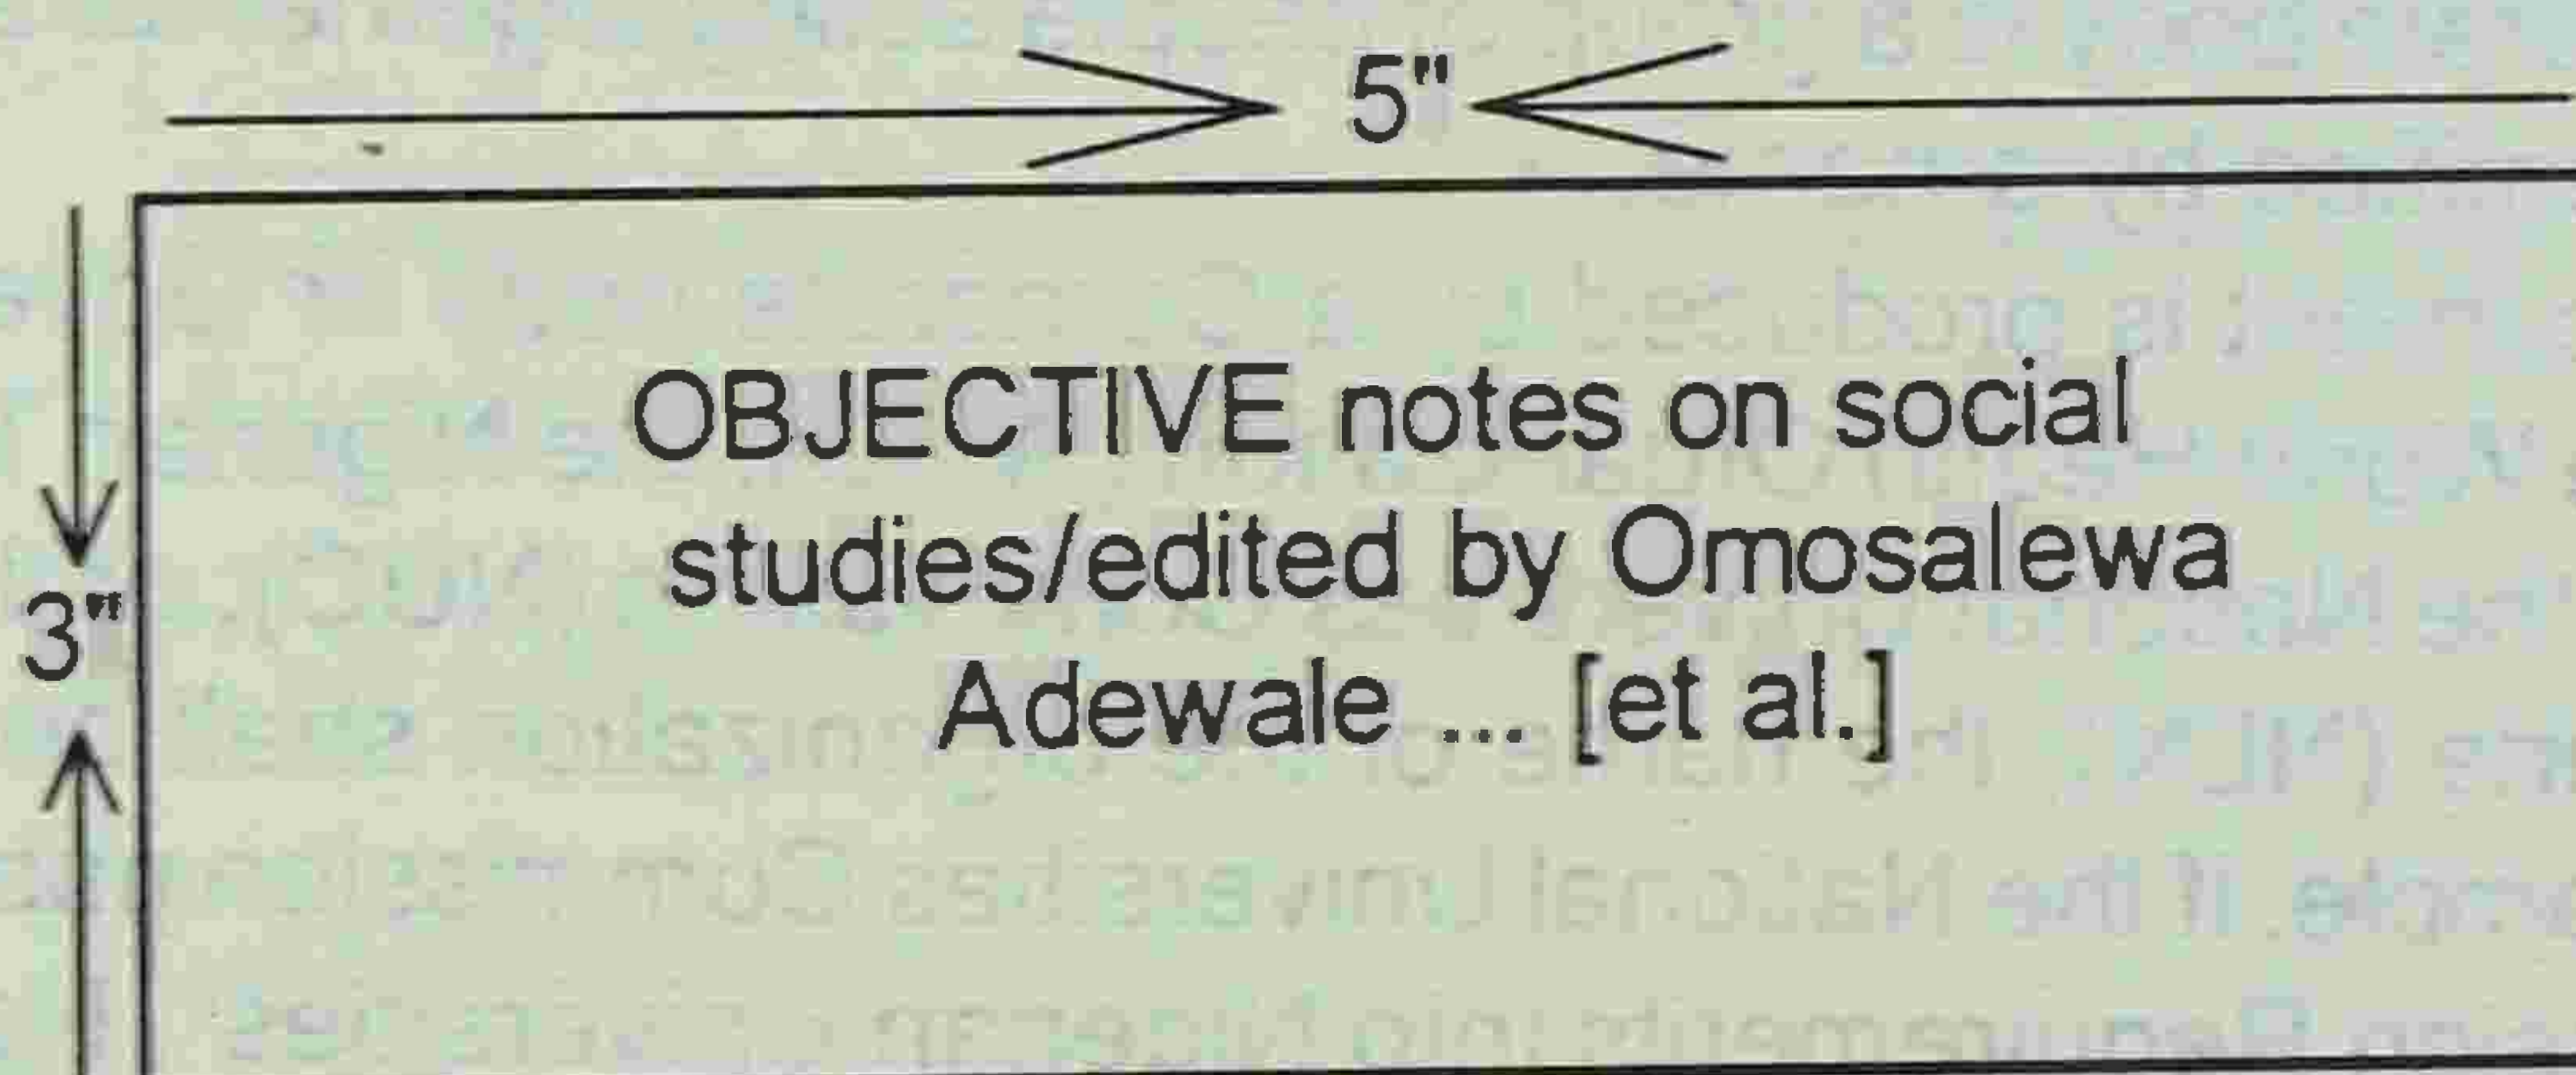 5"
3"
OBJECTIVE notes on social
studies/edited by Omosalewa
Adewale ... [et al.]